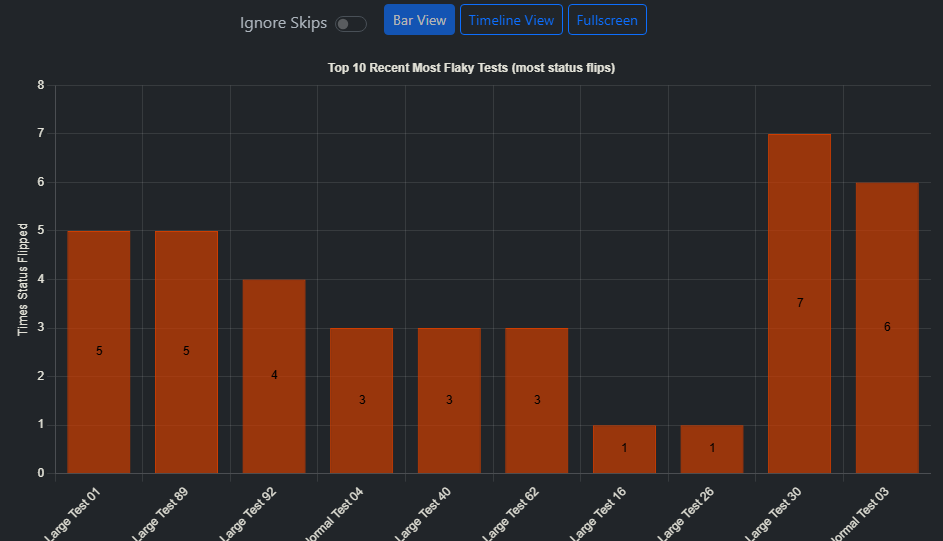 Ignore Skips Bar View Timeline View Fullscreen
Top 10 Recent Most Flaky Tests (most status flips)
Times Status Flipped
8
7
6
5
4
3
2
1
0
5 5 4 3 3 3 1 1 7 6
Large Test 01
Large Test 89
Large Test 92
ormal Test 04
Large Test 40
Large Test 62
Large Test 16
Large Test 26
Large Test 30
ormal Test 03